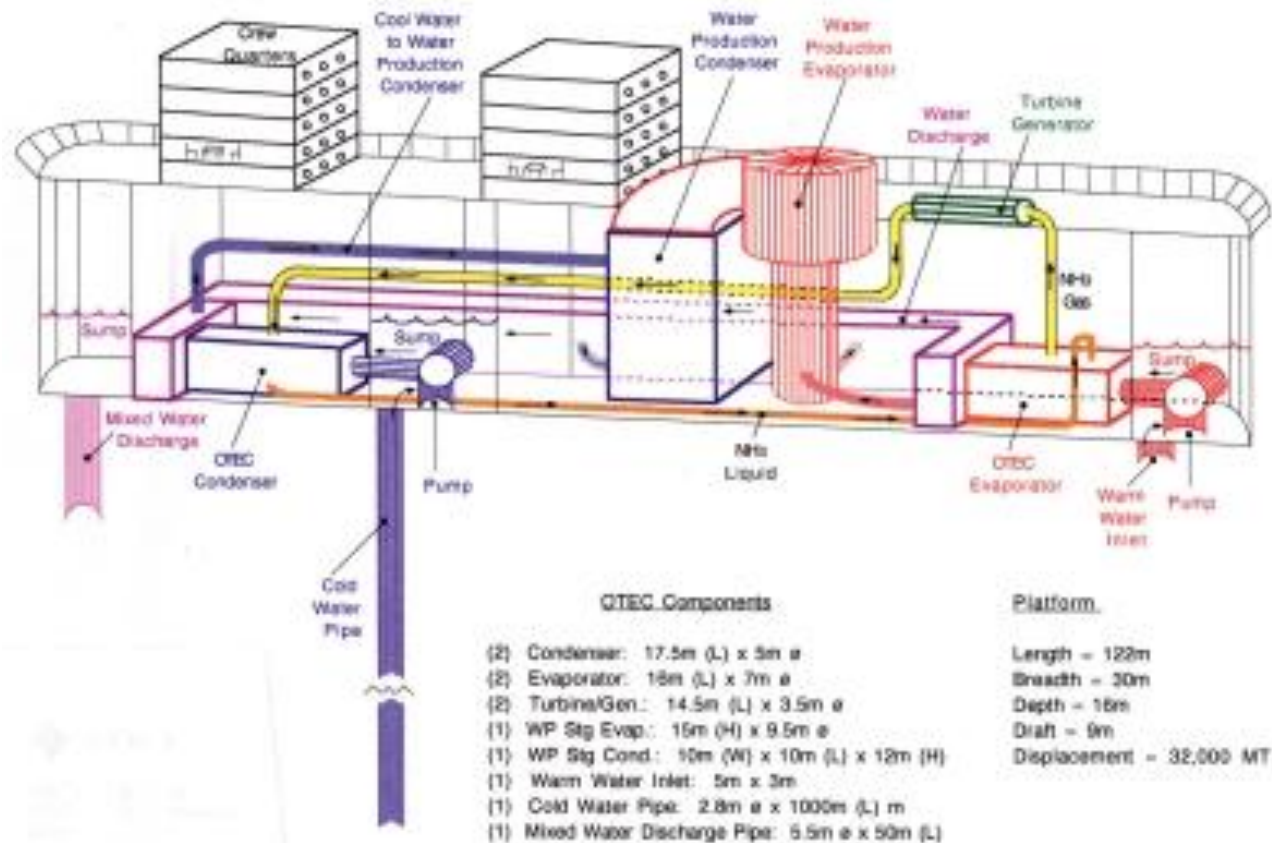 Crew
Quarters
Cool Water
to Water
Production
Condenser
Water
Production
Condenser
Water
Production
Evaporator
Water
Discharge
Turbine
Generator
NH₃
Gas
Sump
Sump
Sump
Mixed Water
Discharge
OTEC
Condenser
Pump
NH₃
Liquid
OTEC
Evaporator
Warm
Water
Inlet
Pump
Cold
Water
Pipe
OTEC Components
(2) Condenser: 17.5m (L) x 5m ø
(2) Evaporator: 16m (L) x 7m ø
(2) Turbine/Gen.: 14.5m (L) x 3.5m ø
(1) WP Stg Evap.: 15m (H) x 9.5m ø
(1) WP Stg Cond.: 10m (W) x 10m (L) x 12m (H)
(1) Warm Water Inlet: 5m x 3m
(1) Cold Water Pipe: 2.8m ø x 1000m (L) m
(1) Mixed Water Discharge Pipe: 5.5m ø x 50m (L)
Platform
Length - 122m
Breadth - 30m
Depth - 16m
Draft - 9m
Displacement - 32,000 MT